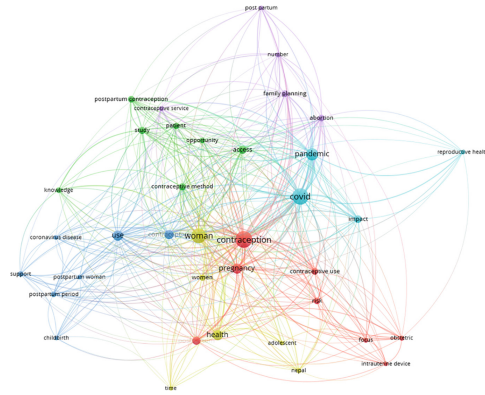 post partum
number
family planning
postpartum contraception
contraceptive service
abortion
patient
study
opportunity
access
pandemic
reproductive healt
contraceptive method
knowledge
covid
impact
coronavirus disease
use
woman
contraception
support
postpartum woman
women
pregnancy
contraceptive use
postpartum period
risk
childbirth
health
adolescent
focus
obstetric
intrauterine device
nepal
time